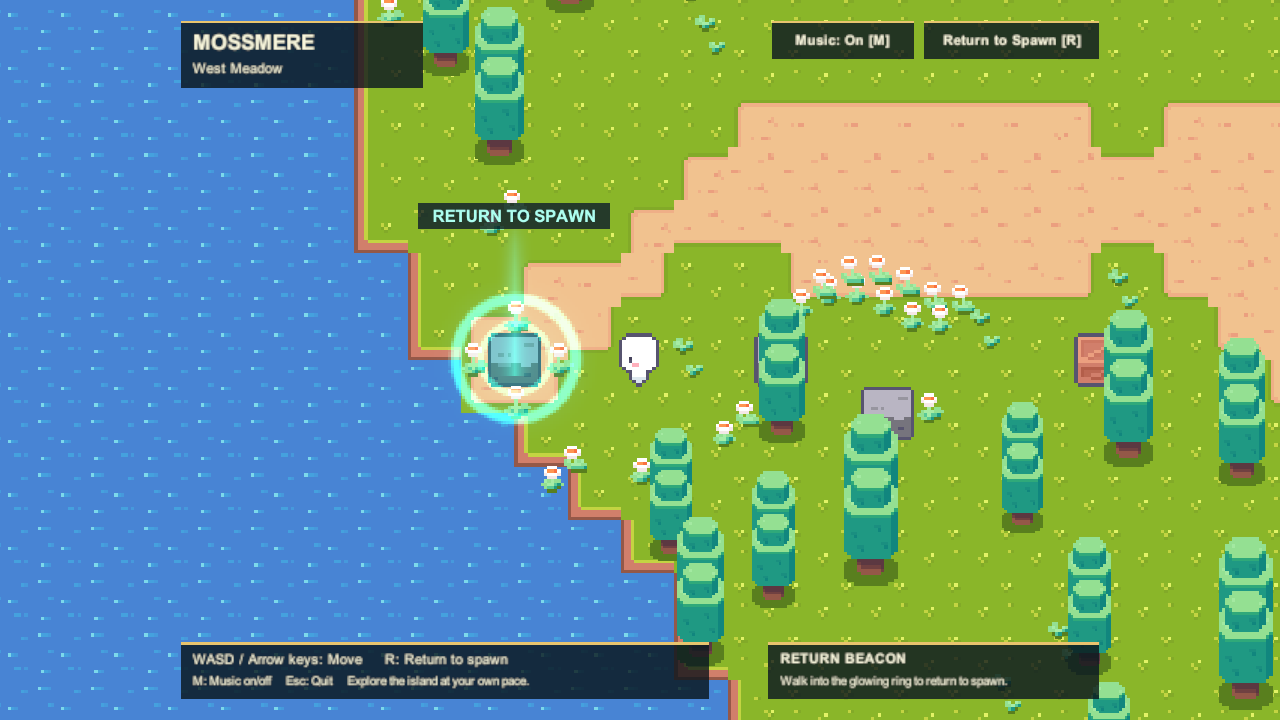 MOSSMERE
West Meadow
Music: On [M]
Return to Spawn [R]
RETURN TO SPAWN
WASD / Arrow keys: Move R: Return to spawn
M: Music on/off Esc: Quit Explore the island at your own pace.
RETURN BEACON
Walk into the glowing ring to return to spawn.